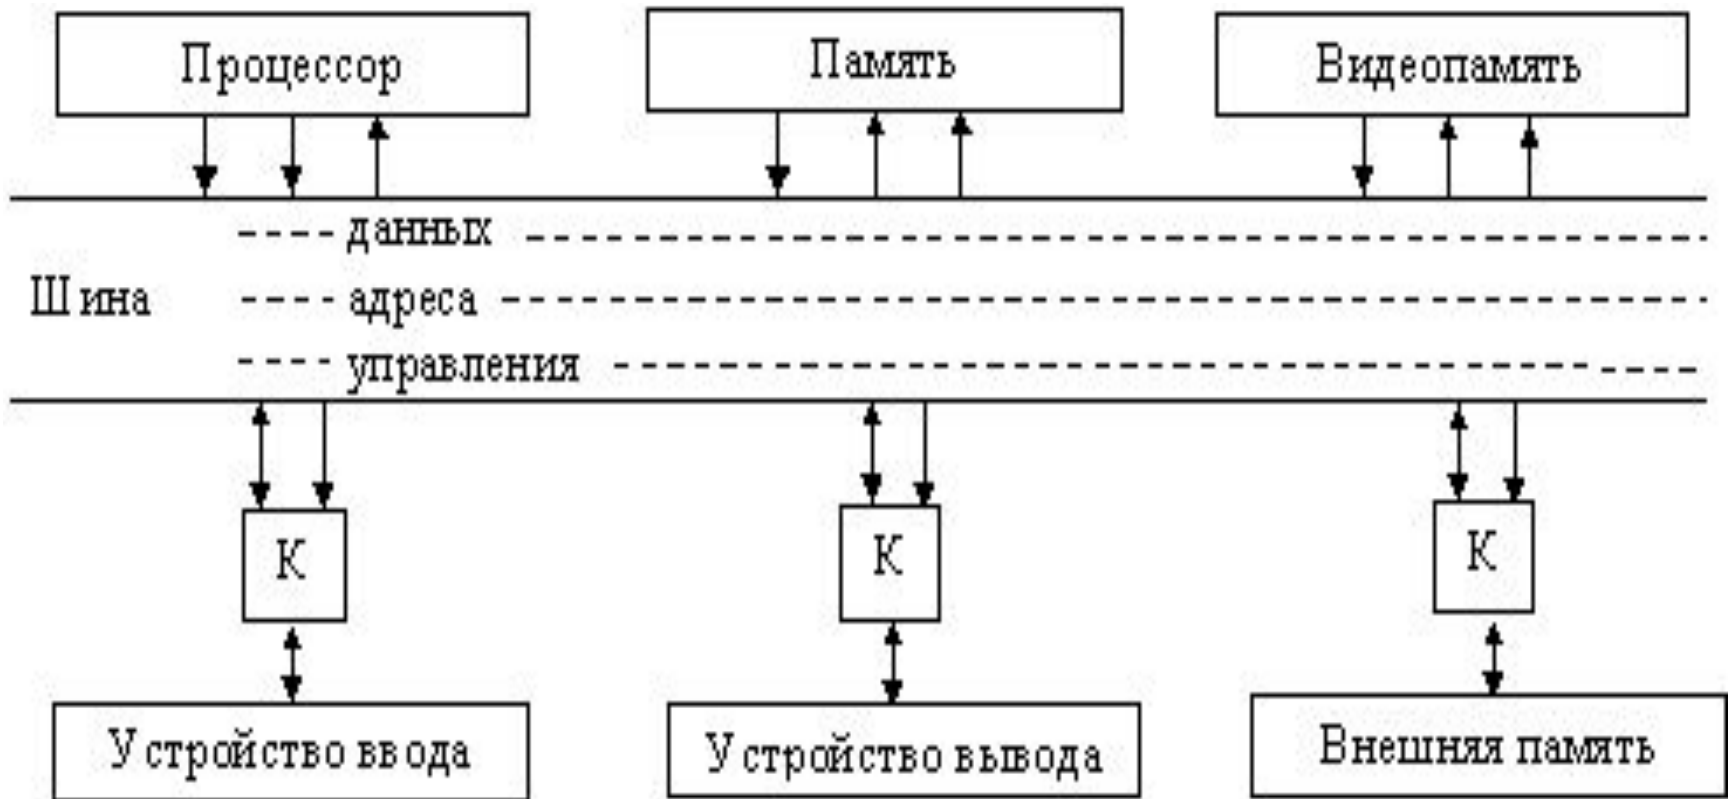 Процессор
Память
Видеопамять
данных
Шина
адреса
управления
К
К
К
Устройство ввода
Устройство вывода
Внешняя память